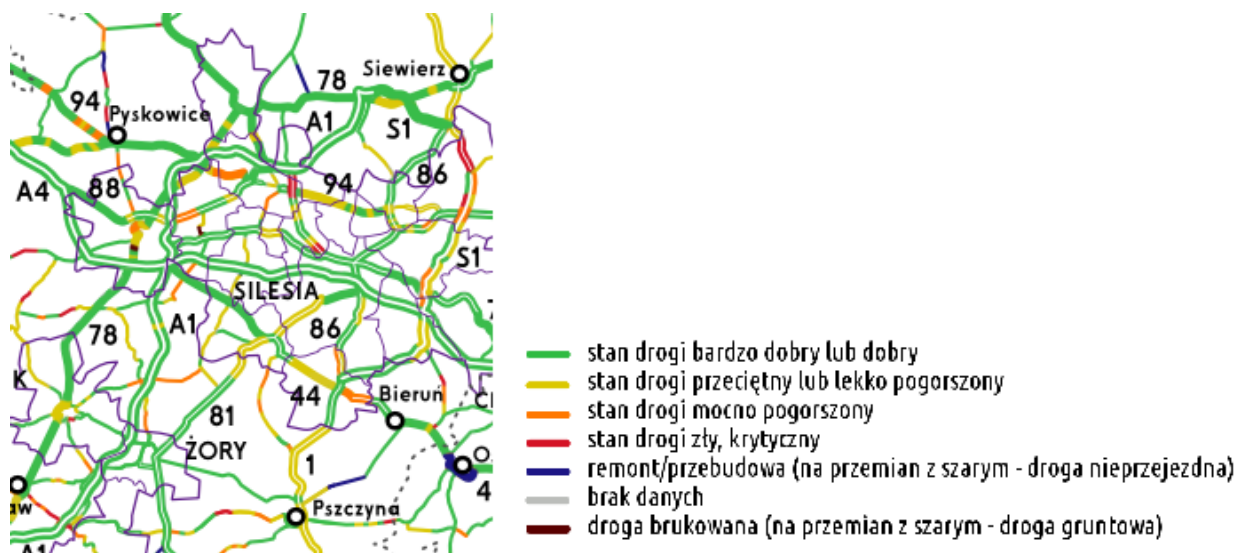 Siewierz
78
94
Pyskowice
A1
S1
94
86
A4
88
S1
SILESIA
A1
86
78
K
44
Bieruń
81
ŻORY
1
4
Pszczyna
aw
A1
stan drogi bardzo dobry lub dobry
stan drogi przeciętny lub lekko pogorszony
stan drogi mocno pogorszony
stan drogi zły, krytyczny
remont/przebudowa (na przemian z szarym - droga nieprzejezdna)
brak danych
droga brukowana (na przemian z szarym - droga gruntowa)